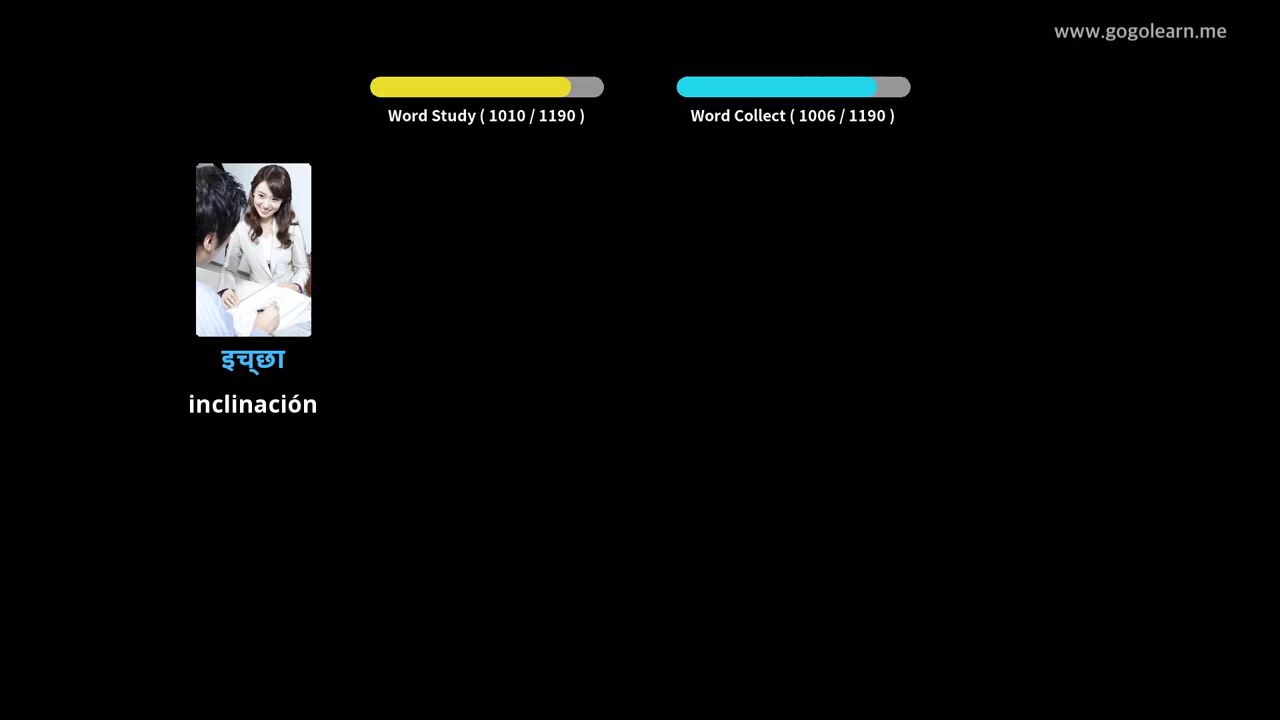 www.gogolearn.me
Word Study ( 1010 / 1190 )
Word Collect ( 1006 / 1190 )
इच्छा
inclinación